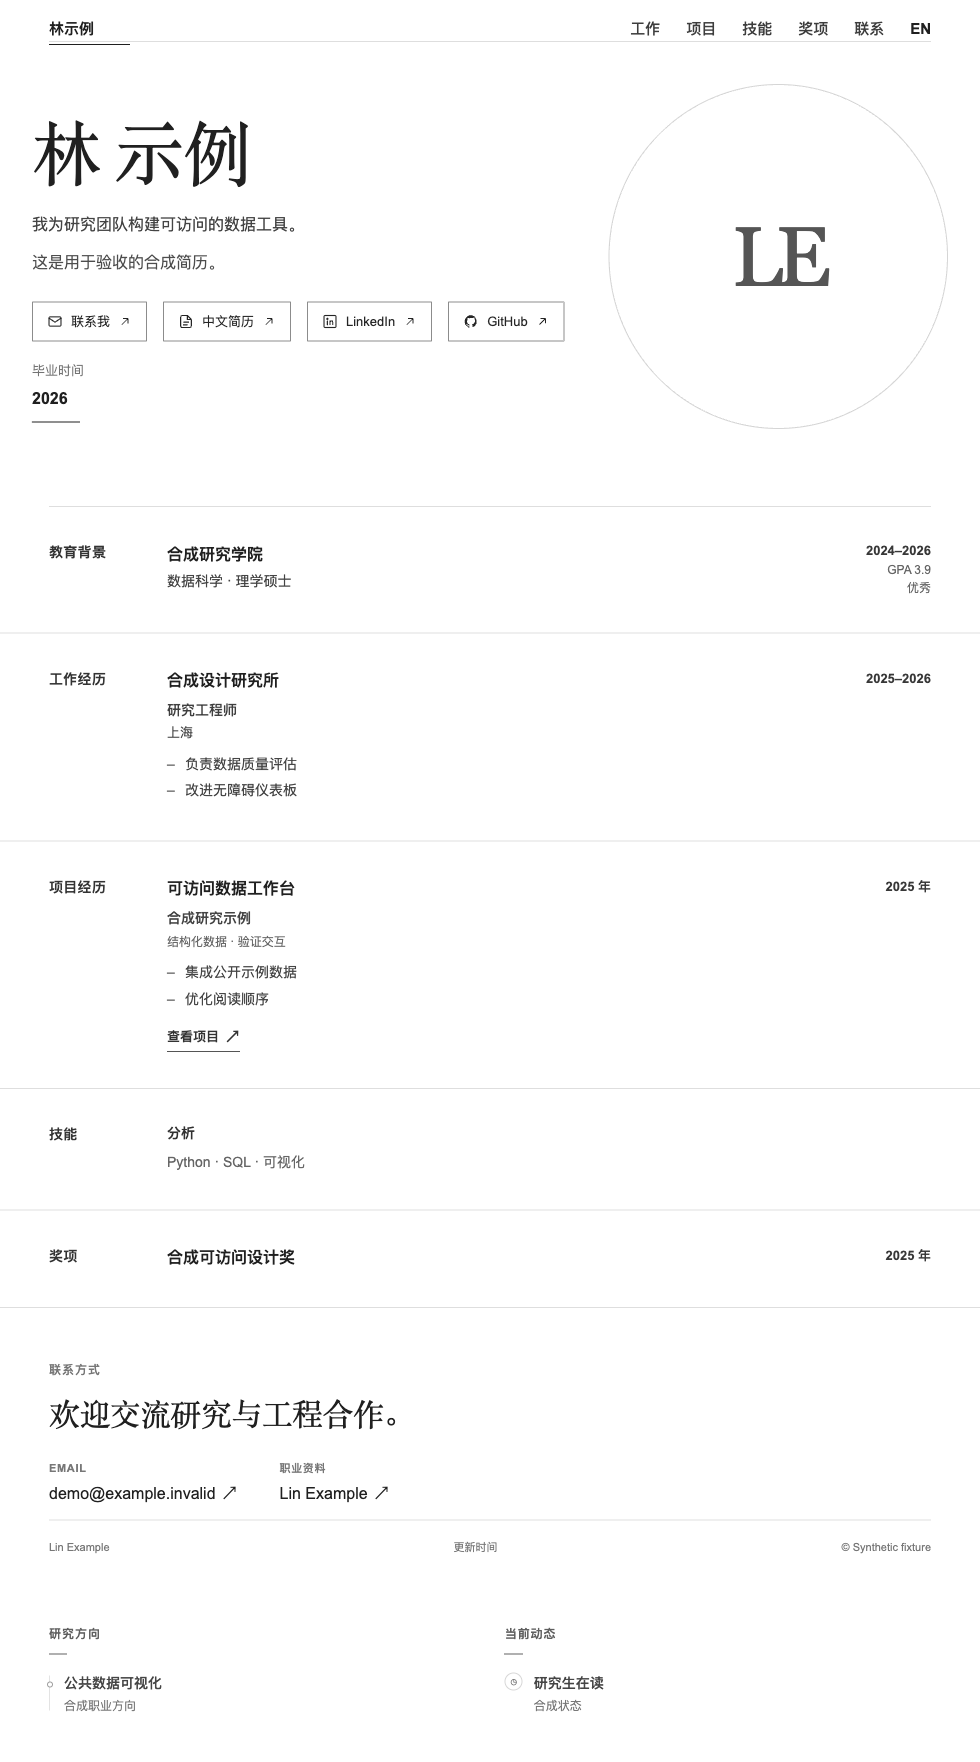 林示例
工作 项目 技能 奖项 联系 EN
林 示例
LE
我为研究团队构建可访问的数据工具。
这是用于验收的合成简历。
联系我 ↗ 中文简历 ↗ LinkedIn ↗ GitHub ↗
毕业时间
2026
教育背景
合成研究学院
数据科学 · 理学硕士
2024–2026
GPA 3.9
优秀
工作经历
合成设计研究所
2025–2026
研究工程师
上海
– 负责数据质量评估
– 改进无障碍仪表板
项目经历
可访问数据工作台
2025 年
合成研究示例
结构化数据 · 验证交互
– 集成公开示例数据
– 优化阅读顺序
查看项目 ↗
技能
分析
Python · SQL · 可视化
奖项
合成可访问设计奖
2025 年
联系方式
欢迎交流研究与工程合作。
EMAIL
demo@example.invalid ↗
职业资料
Lin Example ↗
Lin Example
更新时间
© Synthetic fixture
研究方向
公共数据可视化
合成职业方向
当前动态
研究生在读
合成状态